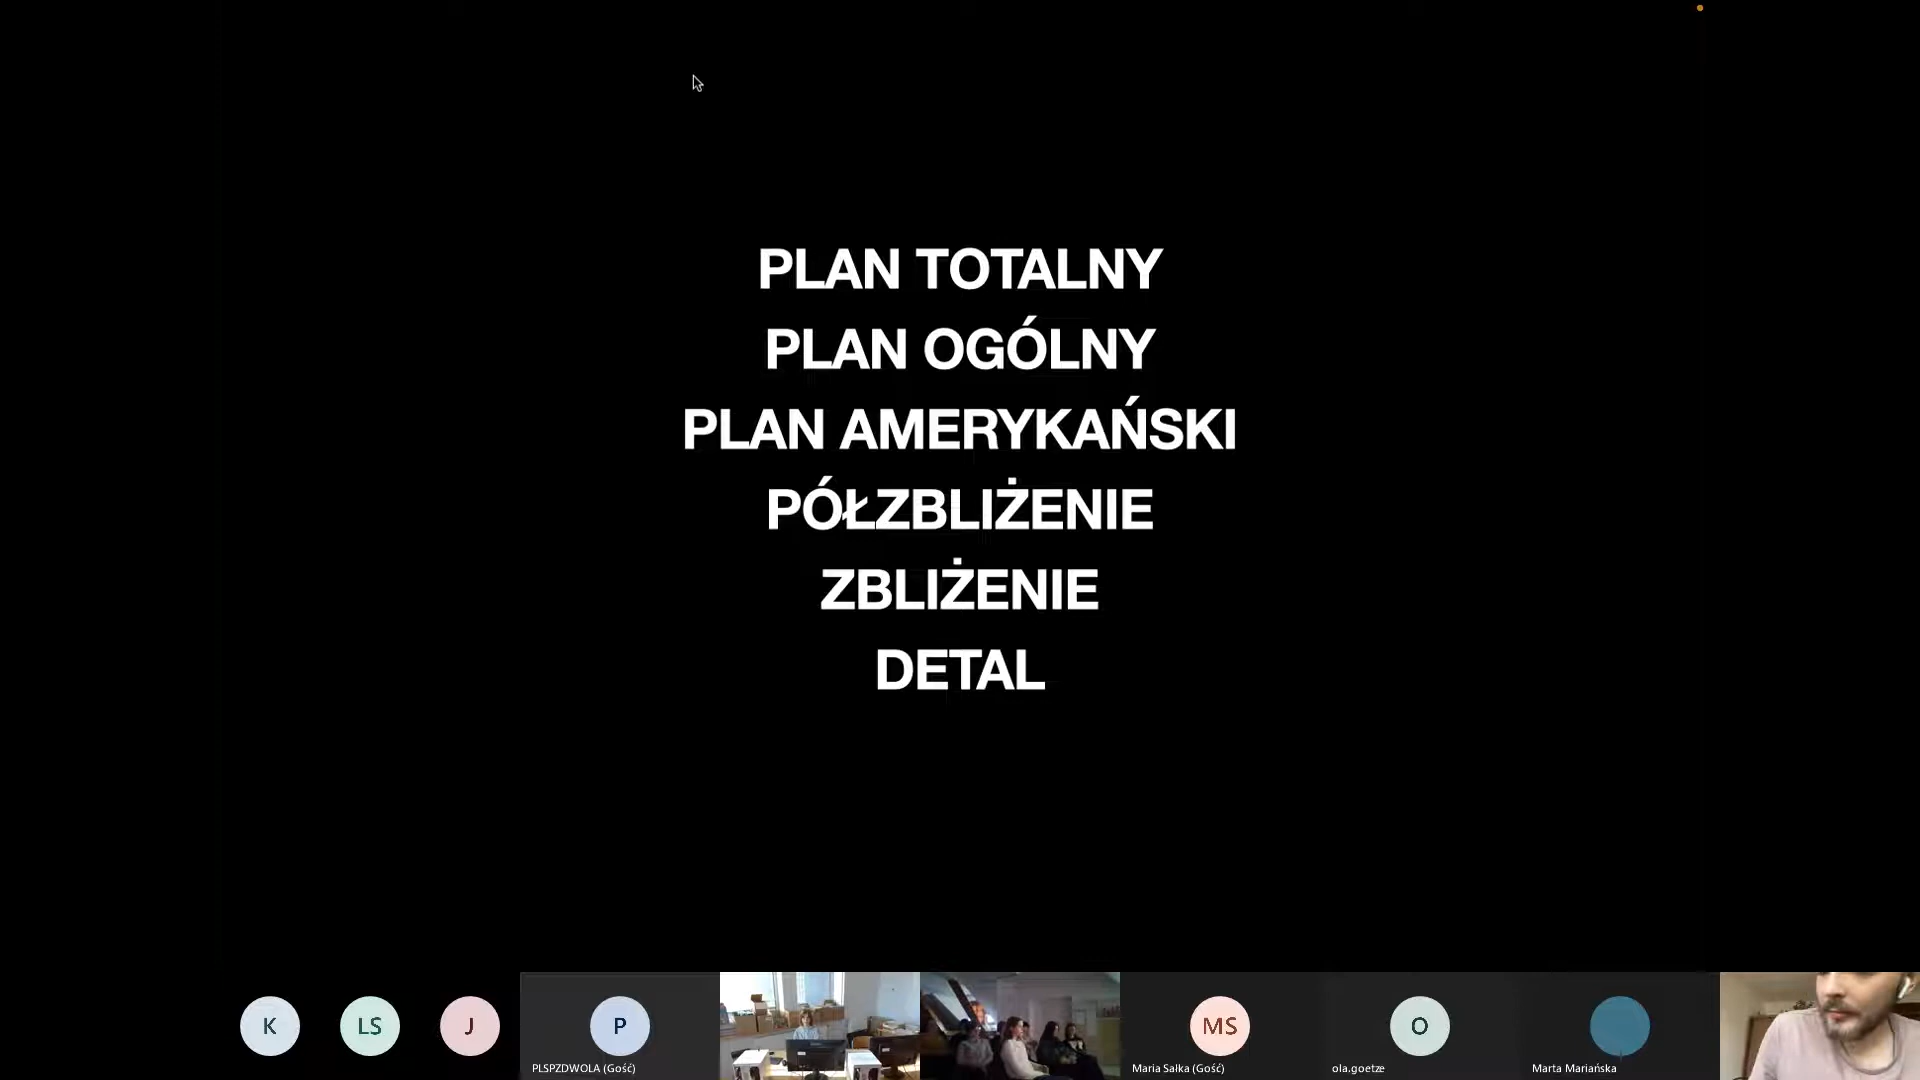 PLAN TOTALNY
PLAN OGÓLNY
PLAN AMERYKAŃSKI
PÓŁZBLIŻENIE
ZBLIŻENIE
DETAL
K
LS
J
P
MS
O
PLSPZDWOLA (Gość)
Maria Sałka (Gość)
ola.goetze
Marta Mariańska